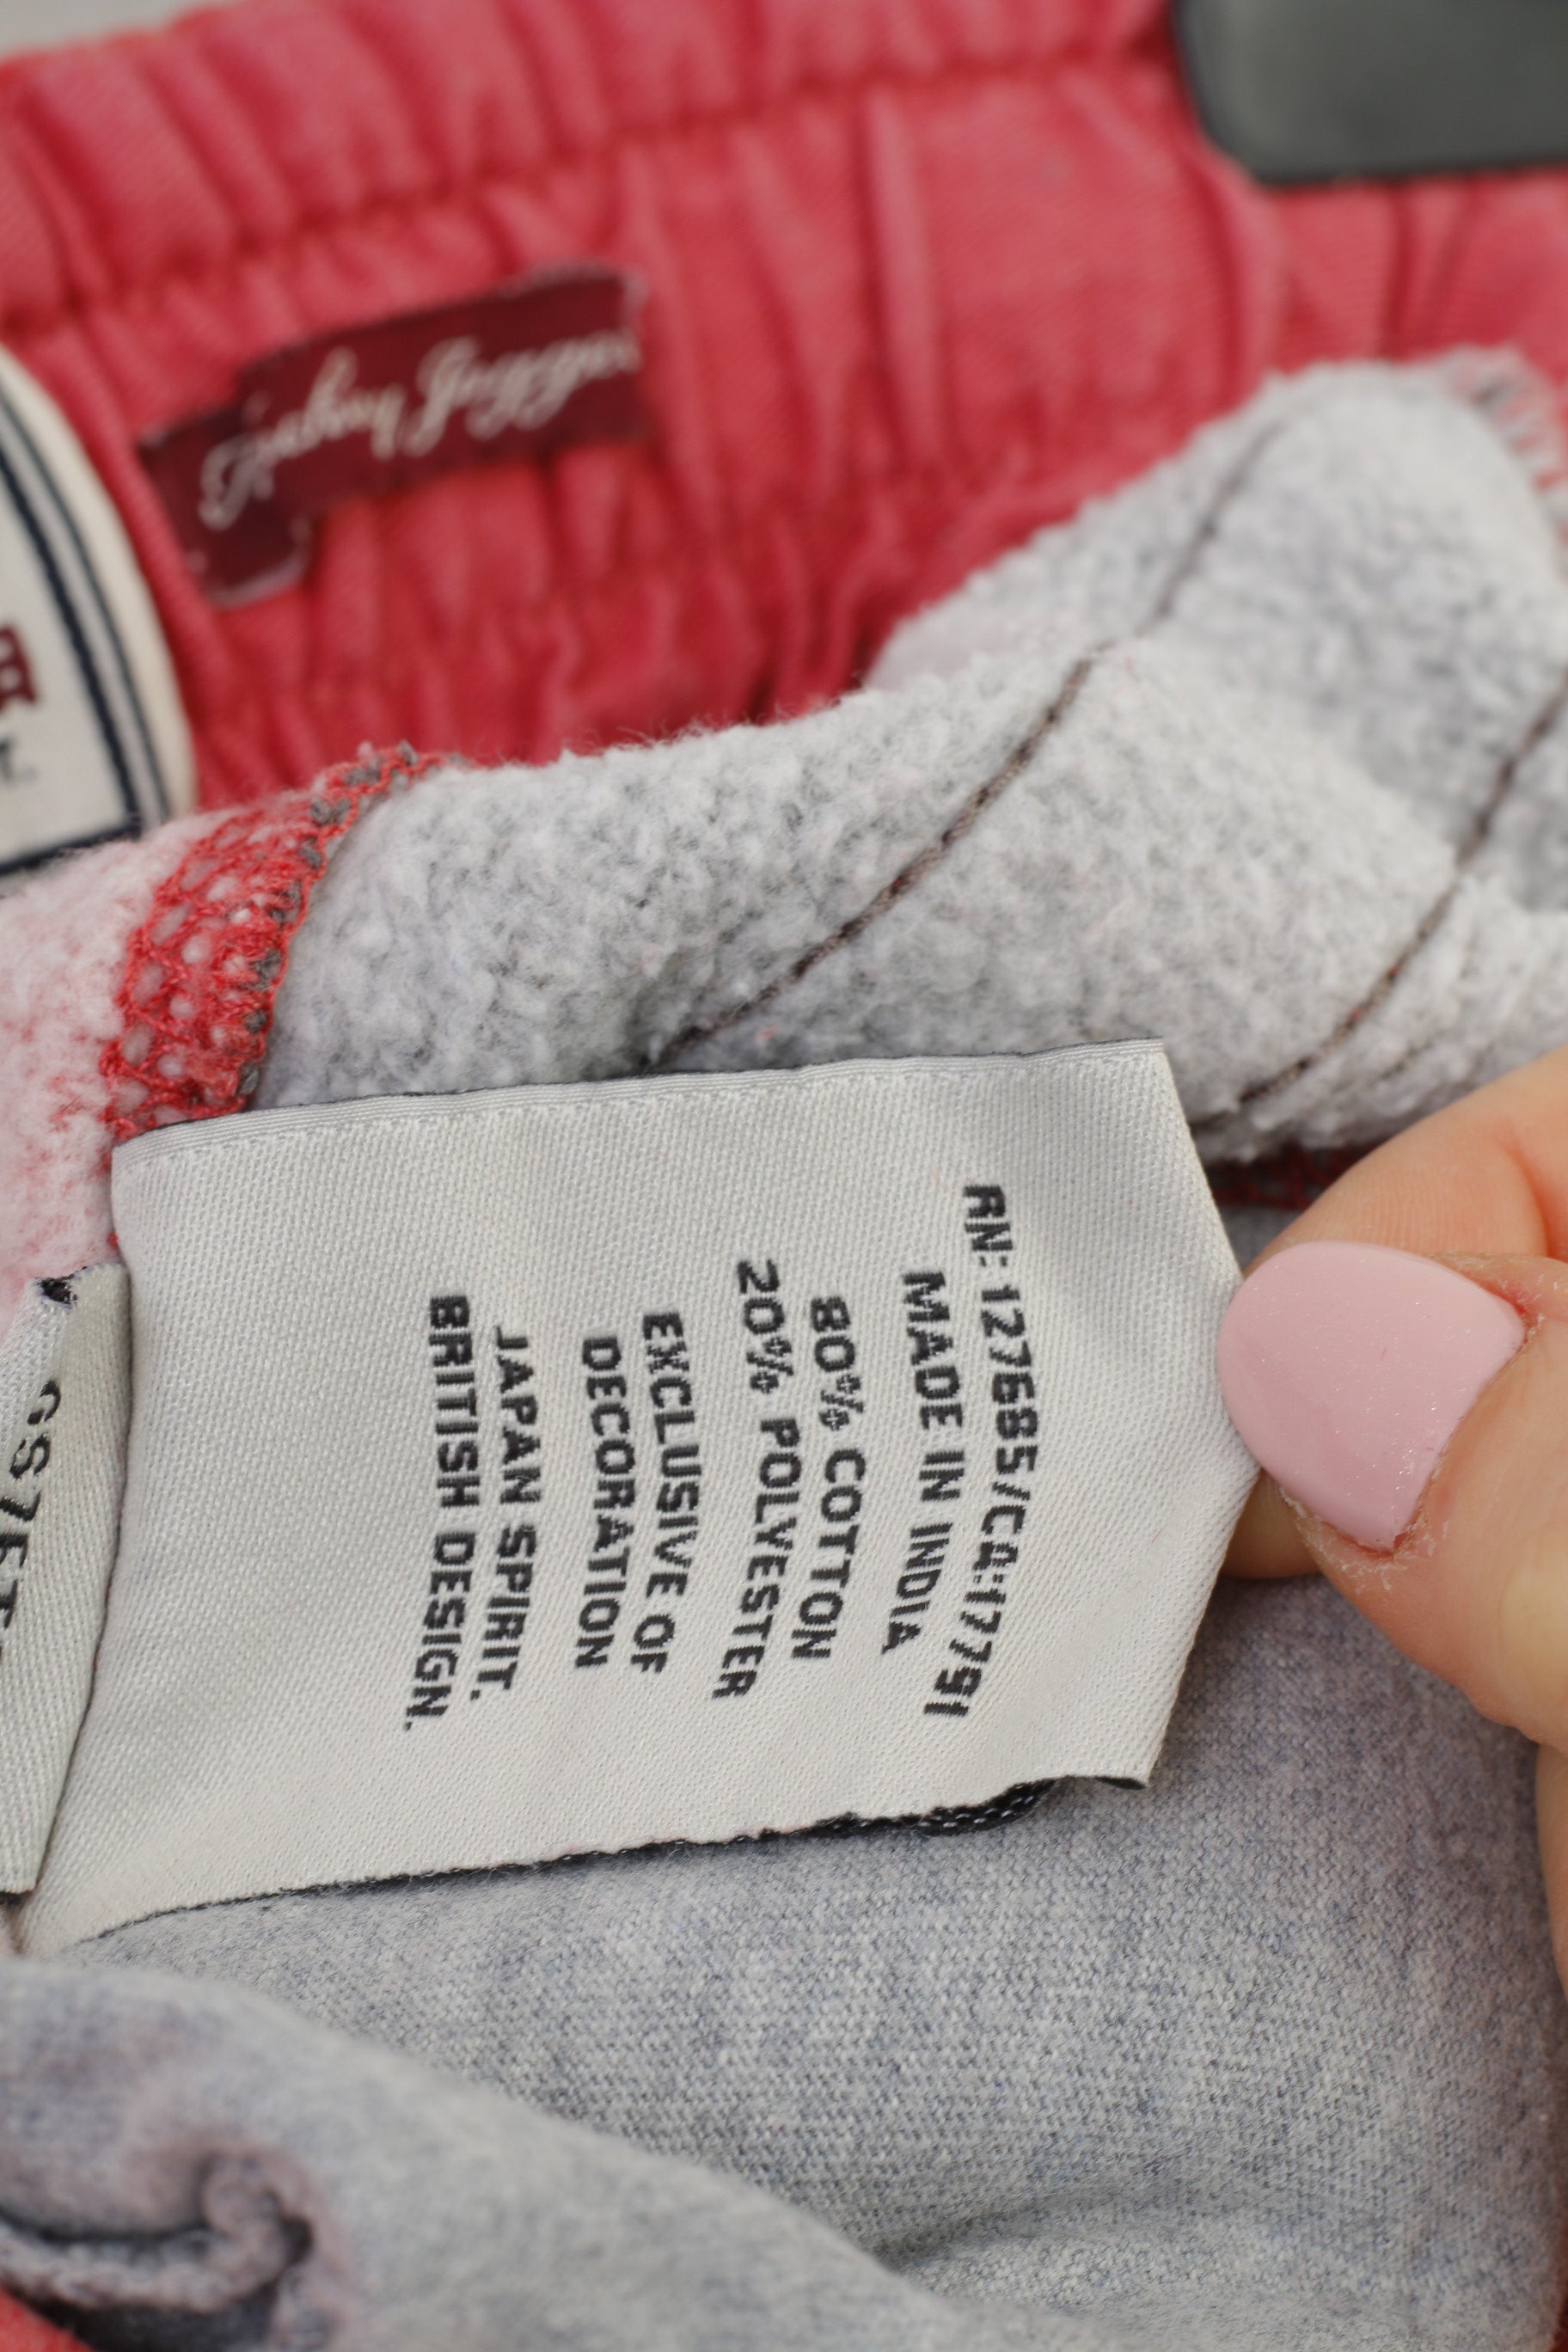 RN: 127685/CA:17791
MADE IN INDIA
80% COTTON
20% POLYESTER
EXCLUSIVE OF
DECORATION
JAPAN SPIRIT.
BRITISH DESIGN.